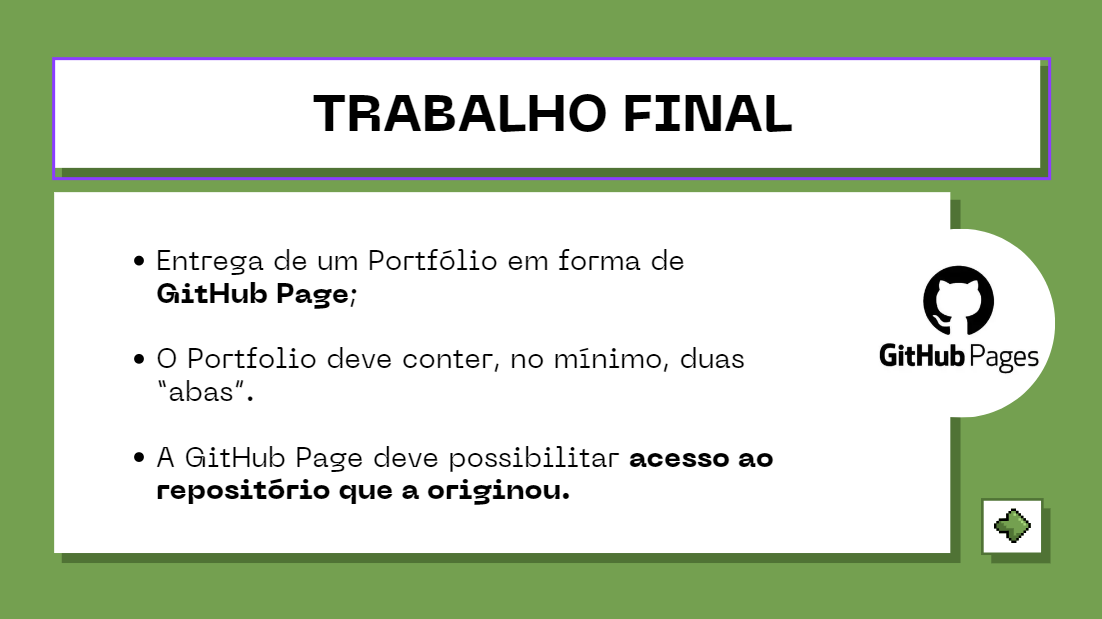 TRABALHO FINAL
• Entrega de um Portfólio em forma de
GitHub Page;
• O Portfolio deve conter, no mínimo, duas
“abas”.
• A GitHub Page deve possibilitar acesso ao
repositório que a originou.
GitHub Pages